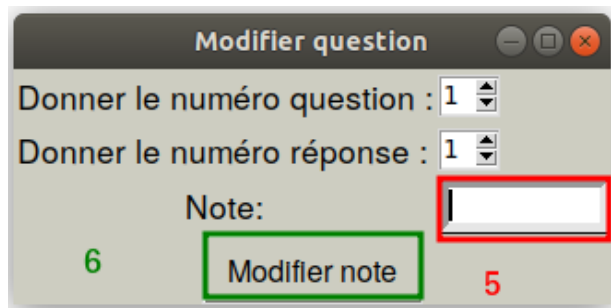 Modifier question
Donner le numéro question : 1
Donner le numéro réponse : 1
Note:
6 Modifier note 5